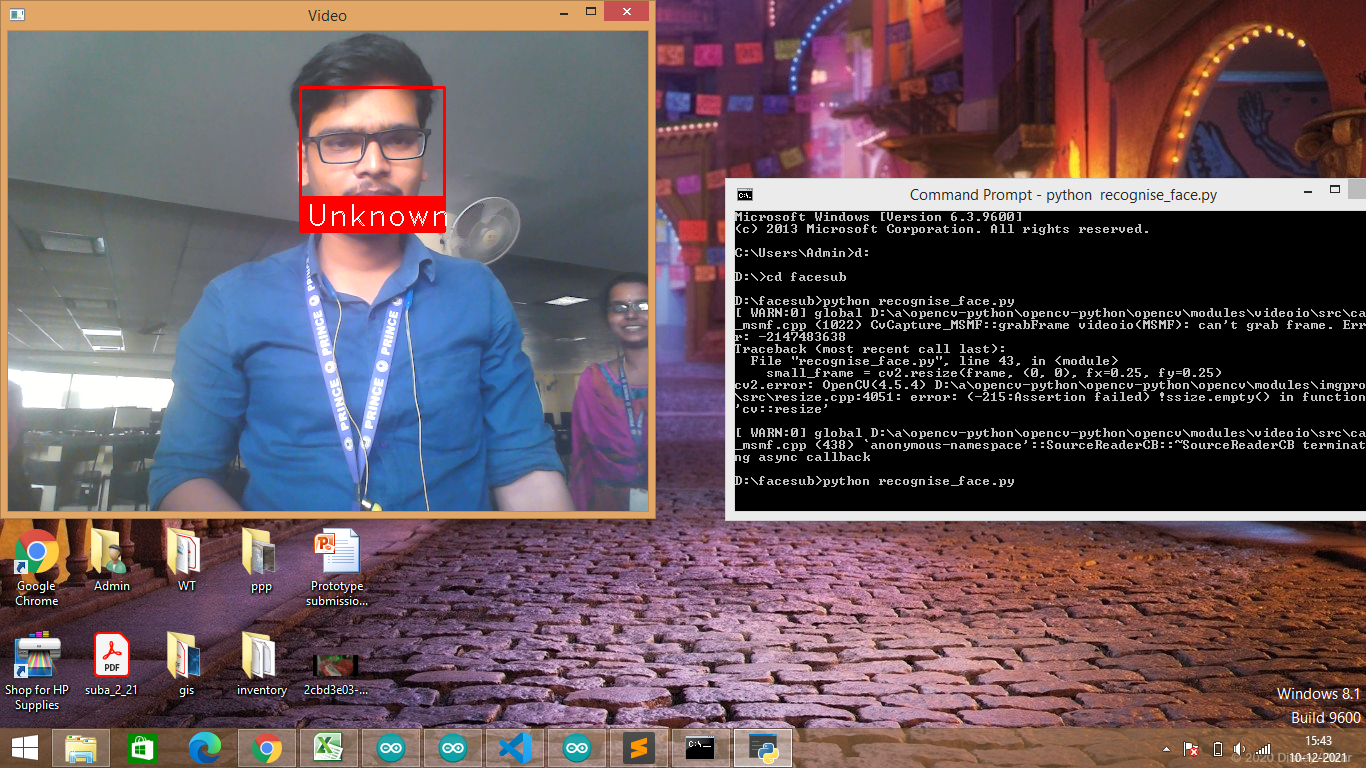 Video
Unknown
PRINCE
PRINCE
PRINCE
PRINCE
Command Prompt - python  recognise_face.py
Microsoft Windows [Version 6.3.9600]
(c) 2013 Microsoft Corporation. All rights reserved.
C:\Users\Admin>d:
D:\>cd facesub
D:\facesub>python recognise_face.py
[ WARN:0] global D:\a\opencv-python\opencv-python\opencv\modules\videoio\src\ca
_msmf.cpp (1022) CvCapture_MSMF::grabFrame videoio(MSMF): can't grab frame. Err
r: -2147483638
Traceback (most recent call last):
  File "recognise_face.py", line 43, in <module>
    small_frame = cv2.resize(frame, (0, 0), fx=0.25, fy=0.25)
cv2.error: OpenCV(4.5.4) D:\a\opencv-python\opencv-python\opencv\modules\imgpro
\src\resize.cpp:4051: error: (-215:Assertion failed) !ssize.empty() in function
'cv::resize'
[ WARN:0] global D:\a\opencv-python\opencv-python\opencv\modules\videoio\src\ca
_msmf.cpp (438) `anonymous-namespace'::SourceReaderCB::~SourceReaderCB terminat
ng async callback
D:\facesub>python recognise_face.py
Google
Chrome
Admin
WT
ppp
Prototype
submissio...
Shop for HP
Supplies
PDF
suba_2_21
gis
inventory
2cbd3e03-...
Windows 8.1
Build 9600
15:43
10-12-2021